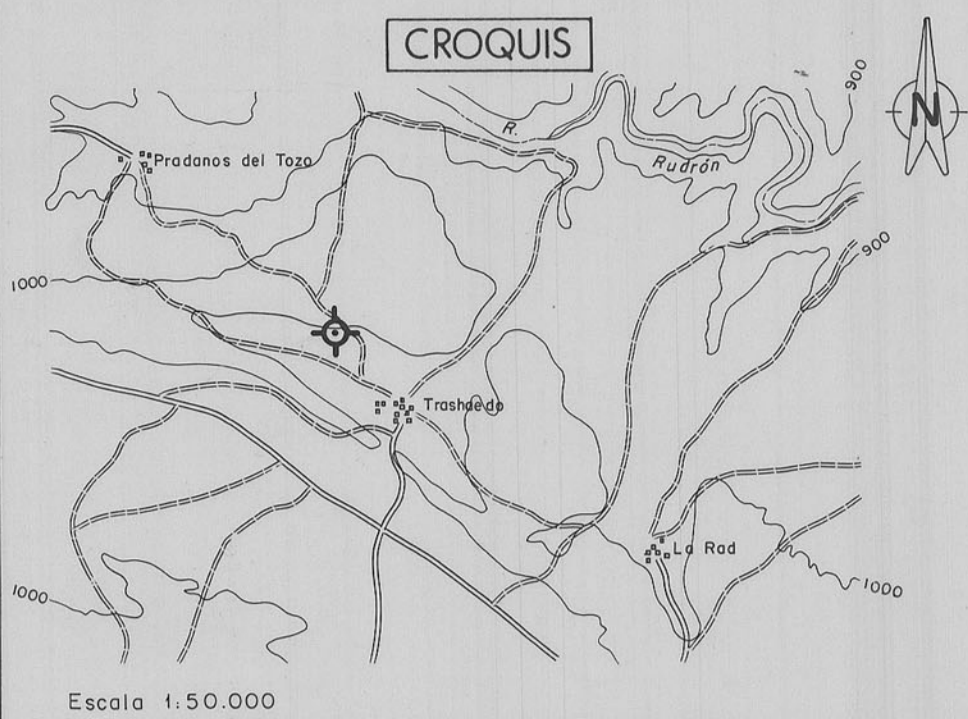 CROQUIS
N
900
R.
Rudrón
Pradanos del Tozo
900
1000
Trashaedo
La Rad
1000
1000
Escala 1:50.000